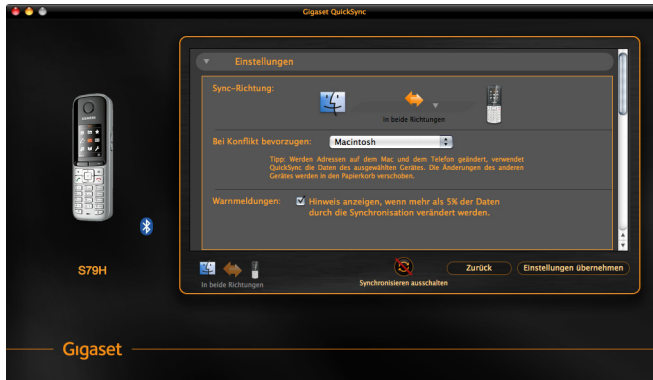 Gigaset QuickSync
Einstellungen
Sync-Richtung:
In beide Richtungen
Bei Konflikt bevorzugen:
Macintosh
Tipp: Werden Adressen auf dem Mac und dem Telefon geändert, verwendet
QuickSync die Daten des ausgewählten Gerätes. Die Änderungen des anderen
Gerätes werden in den Papierkorb verschoben.
Warnmeldungen:
Hinweis anzeigen, wenn mehr als 5% der Daten
durch die Synchronisation verändert werden.
SIEMENS
S79H
In beide Richtungen
Synchronisieren ausschalten
Zurück
Einstellungen übernehmen
Gigaset